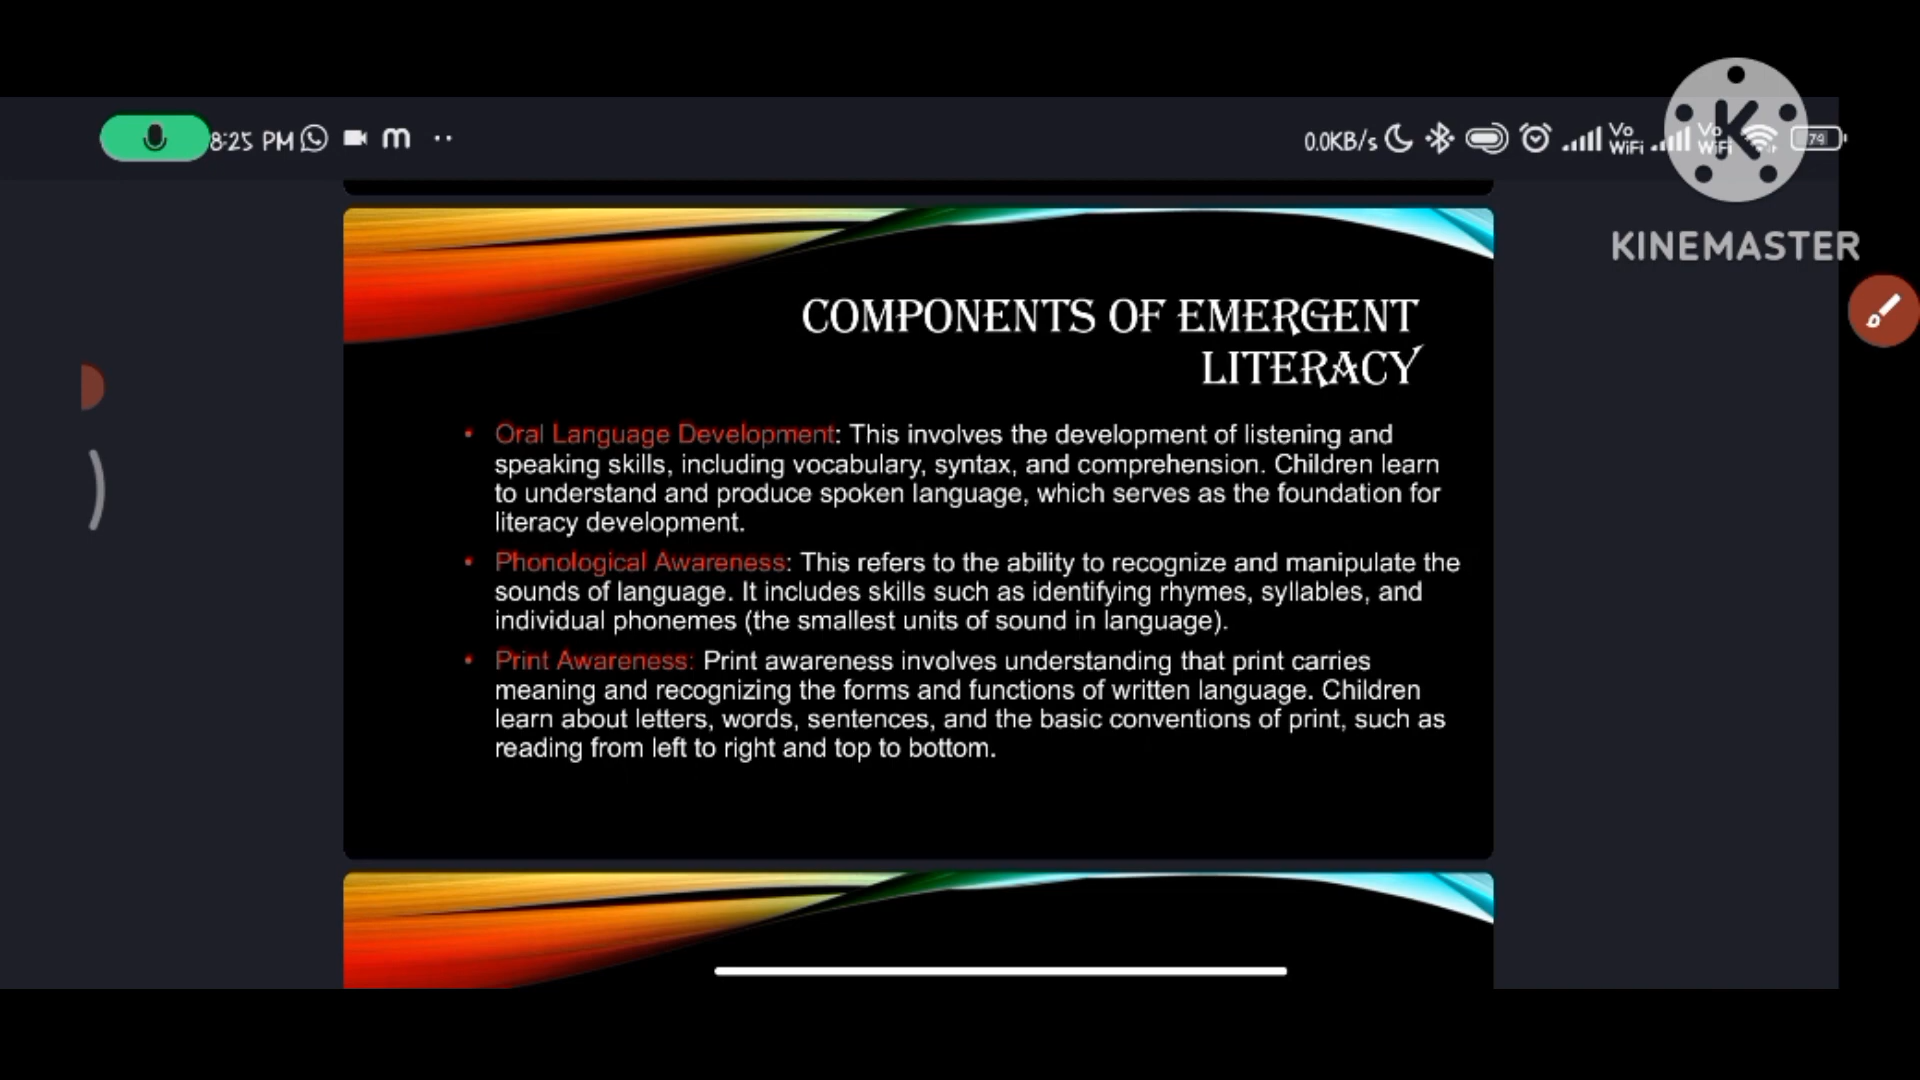 8:25 PM
0.0KB/s
Vo
WiFi
Vo
WiFi
79
KINEMASTER
COMPONENTS OF EMERGENT
LITERACY
• Oral Language Development: This involves the development of listening and
speaking skills, including vocabulary, syntax, and comprehension. Children learn
to understand and produce spoken language, which serves as the foundation for
literacy development.
• Phonological Awareness: This refers to the ability to recognize and manipulate the
sounds of language. It includes skills such as identifying rhymes, syllables, and
individual phonemes (the smallest units of sound in language).
• Print Awareness: Print awareness involves understanding that print carries
meaning and recognizing the forms and functions of written language. Children
learn about letters, words, sentences, and the basic conventions of print, such as
reading from left to right and top to bottom.